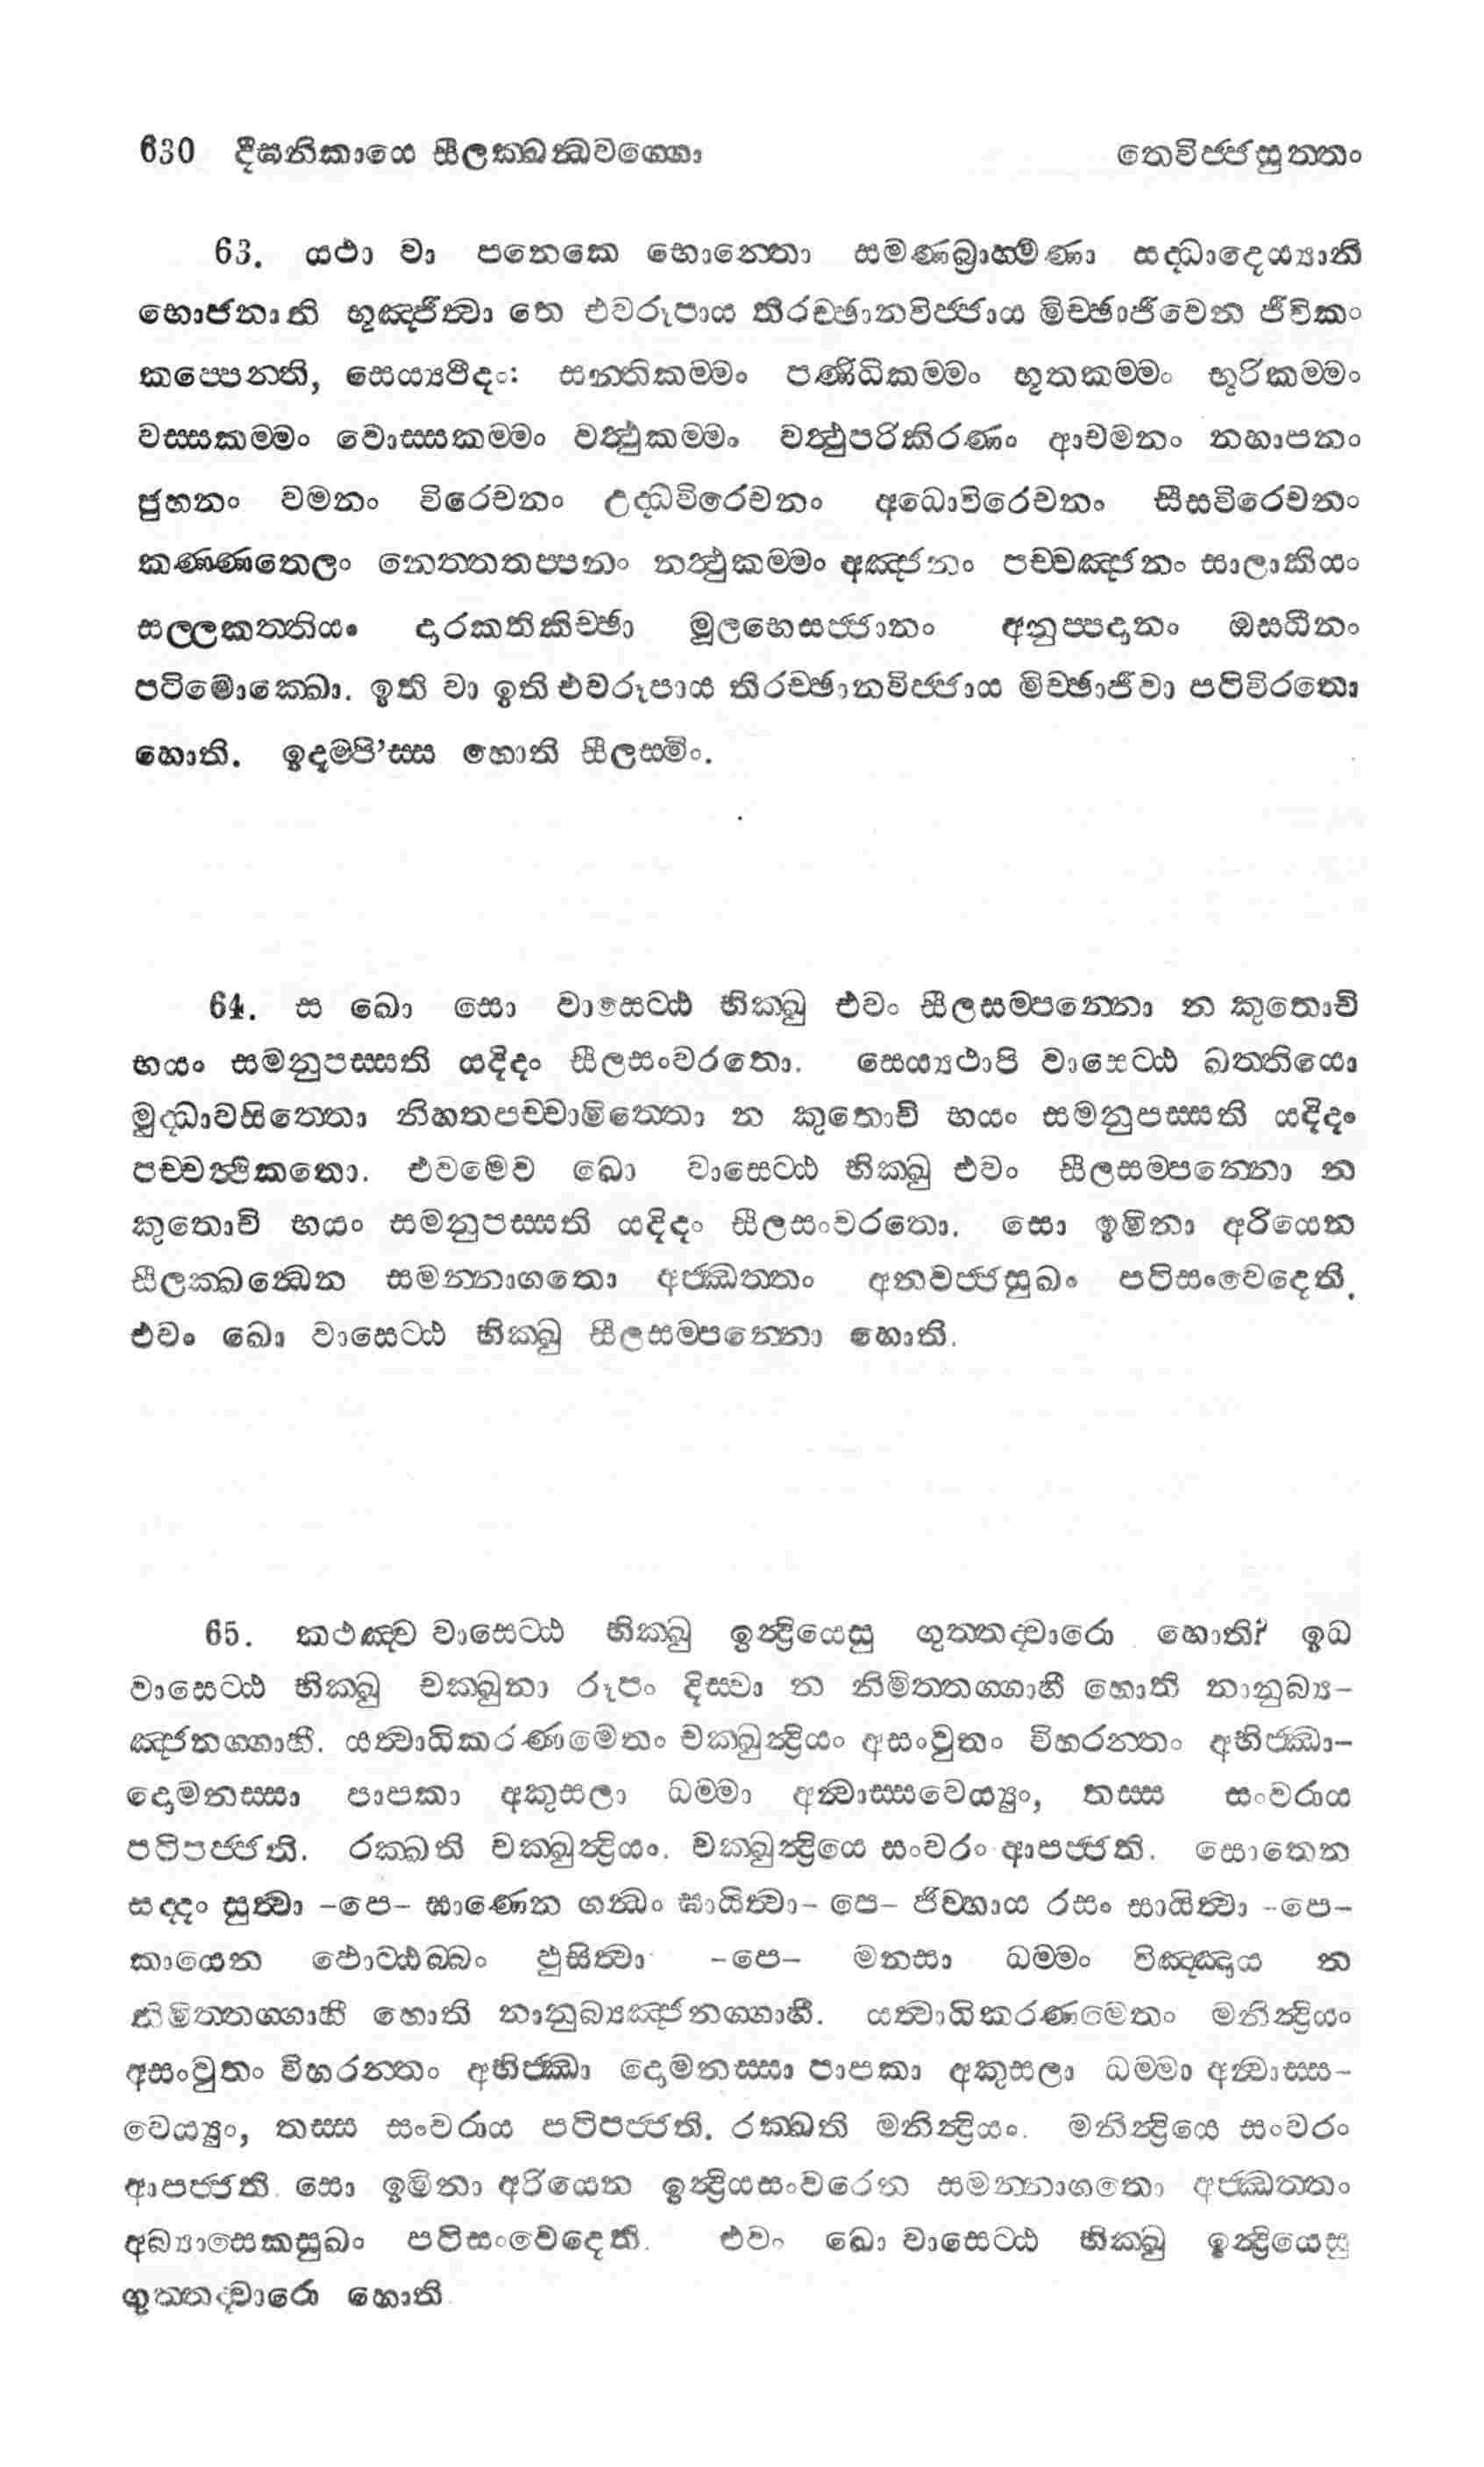 630 දීඝනිකායෙ සීලක්ඛන්ධවග්ගො තෙවිජ්ජසුත්තං
63. යථා වා පනෙකෙ භොන්තො සමණබ්‍රාහ්මණා සද්ධාදෙය්‍යානි
භොජනානි භුඤ්ජිත්වා තෙ එවරූපාය තිරච්ඡානවිජ්ජාය මිච්ඡාජීවෙන ජීවිකං
කප්පෙන්ති, සෙය්‍යථීදං: සන්තිකම්මං පණිධිකම්මං භූතකම්මං භූරිකම්මං
වස්සකම්මං වොස්සකම්මං වත්ථුකම්මං වත්ථුපරිකිරණං ආචමනං නහාපනං
ජුහනං වමනං විරෙචනං උද්ධවිරෙචනං අධොවිරෙචනං සීසවිරෙචනං
කණ්ණතෙලං නෙත්තතප්පනං නත්ථුකම්මං අඤ්ජනං පච්චඤ්ජනං සාලාකියං
සල්ලකත්තියං දාරකතිකිච්ඡා මූලභෙසජ්ජානං අනුප්පදානං ඔසධීනං
පටිමොක්ඛො. ඉති වා ඉති එවරූපාය තිරච්ඡානවිජ්ජාය මිච්ඡාජීවා පටිවිරතො
හොති. ඉදම්පි’ස්ස හොති සීලස්මිං.
64. ස ඛො සො වාසෙට්ඨ භික්ඛු එවං සීලසම්පන්නො න කුතොචි
භයං සමනුපස්සති යදිදං සීලසංවරතො. සෙය්‍යථාපි වාසෙට්ඨ ඛත්තියො
මුද්ධාවසිත්තො නිහතපච්චාමිත්තො න කුතොචි භයං සමනුපස්සති යදිදං
පච්චත්ථිකතො. එවමෙව ඛො වාසෙට්ඨ භික්ඛු එවං සීලසම්පන්නො න
කුතොචි භයං සමනුපස්සති යදිදං සීලසංවරතො. සො ඉමිනා අරියෙන
සීලක්ඛන්ධෙන සමන්නාගතො අජ්ඣත්තං අනවජ්ජසුඛං පටිසංවෙදෙති.
එවං ඛො වාසෙට්ඨ භික්ඛු සීලසම්පන්නො හොති.
65. කථඤ්ච වාසෙට්ඨ භික්ඛු ඉන්ද්‍රියෙසු ගුත්තද්වාරො හොති? ඉධ
වාසෙට්ඨ භික්ඛු චක්ඛුනා රූපං දිස්වා න නිමිත්තග්ගාහී හොති නානුබ්‍ය-
ඤ්ජනග්ගාහී. යත්වාධිකරණමෙනං චක්ඛුන්ද්‍රියං අසංවුතං විහරන්තං අභිජ්ඣා-
දොමනස්සා පාපකා අකුසලා ධම්මා අන්වාස්සවෙය්‍යුං, තස්ස සංවරාය
පටිපජ්ජති. රක්ඛති චක්ඛුන්ද්‍රියං. චක්ඛුන්ද්‍රියෙ සංවරං ආපජ්ජති. සොතෙන
සද්දං සුත්වා -පෙ- ඝාණෙන ගන්ධං ඝායිත්වා- පෙ- ජිව්හාය රසං සායිත්වා -පෙ-
කායෙන ඵොට්ඨබ්බං ඵුසිත්වා -පෙ- මනසා ධම්මං විඤ්ඤාය න
නිමිත්තග්ගාහී හොති නානුබ්‍යඤ්ජනග්ගාහී. යත්වාධිකරණමෙනං මනින්ද්‍රියං
අසංවුතං විහරන්තං අභිජ්ඣා දොමනස්සා පාපකා අකුසලා ධම්මා අන්වාස්ස-
වෙය්‍යුං, තස්ස සංවරාය පටිපජ්ජති. රක්ඛති මනින්ද්‍රියං. මනින්ද්‍රියෙ සංවරං
ආපජ්ජති. සො ඉමිනා අරියෙන ඉන්ද්‍රියසංවරෙන සමන්නාගතො අජ්ඣත්තං
අබ්‍යාසෙකසුඛං පටිසංවෙදෙති. එවං ඛො වාසෙට්ඨ භික්ඛු ඉන්ද්‍රියෙසු
ගුත්තද්වාරො හොති.